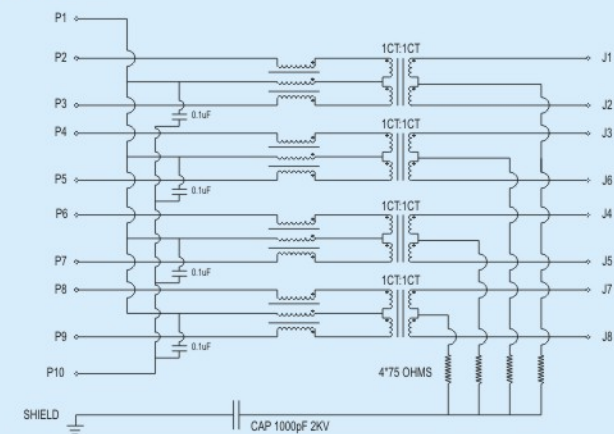 P1
P2
1CT:1CT
J1
P3
0.1uF
J2
P4
1CT:1CT
J3
P5
0.1uF
J6
P6
1CT:1CT
J4
P7
0.1uF
J5
P8
1CT:1CT
J7
P9
0.1uF
J8
P10
4*75 OHMS
SHIELD
CAP 1000pF 2KV